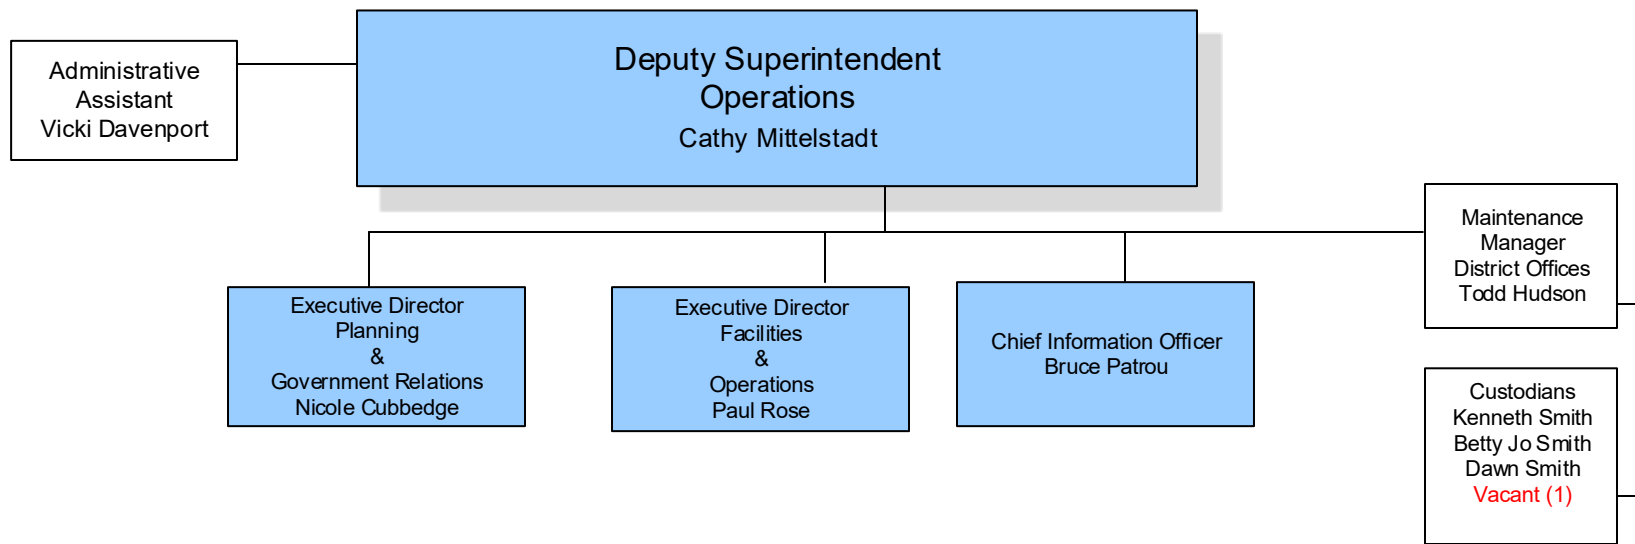 Administrative
Assistant
Vicki Davenport
Deputy Superintendent
Operations
Cathy Mittelstadt
Executive Director
Planning
&
Government Relations
Nicole Cubbedge
Executive Director
Facilities
&
Operations
Paul Rose
Chief Information Officer
Bruce Patrou
Maintenance
Manager
District Offices
Todd Hudson
Custodians
Kenneth Smith
Betty Jo Smith
Dawn Smith
Vacant (1)